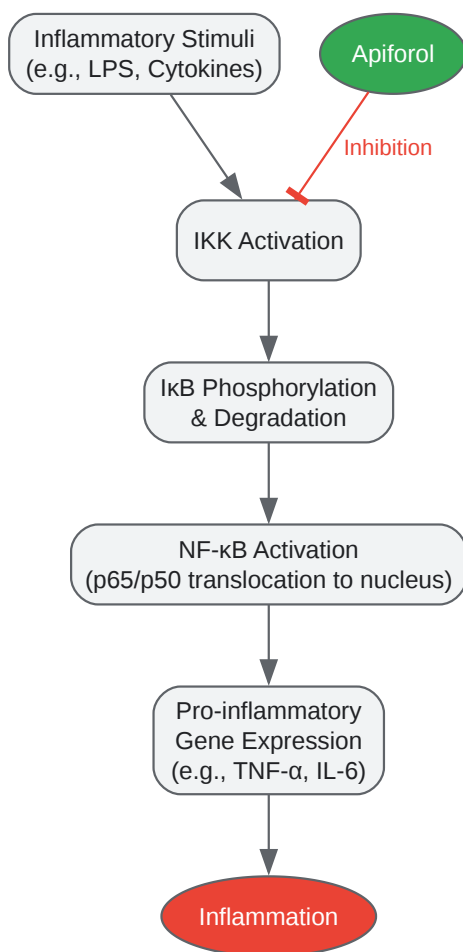 Inflammatory Stimuli
(e.g., LPS, Cytokines)
Apiforol
Inhibition
IKK Activation
IκB Phosphorylation
& Degradation
NF-κB Activation
(p65/p50 translocation to nucleus)
Pro-inflammatory
Gene Expression
(e.g., TNF-α, IL-6)
Inflammation